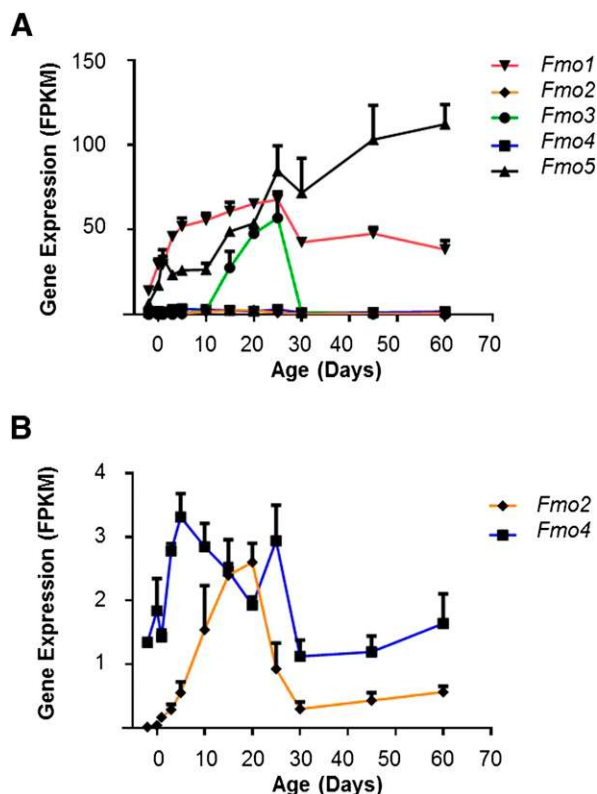 A
Gene Expression (FPKM)
150
100
50
0 10 20 30 40 50 60 70
Age (Days)
Fmo1
Fmo2
Fmo3
Fmo4
Fmo5
B
Gene Expression (FPKM)
4
3
2
1
0 10 20 30 40 50 60 70
Age (Days)
Fmo2
Fmo4